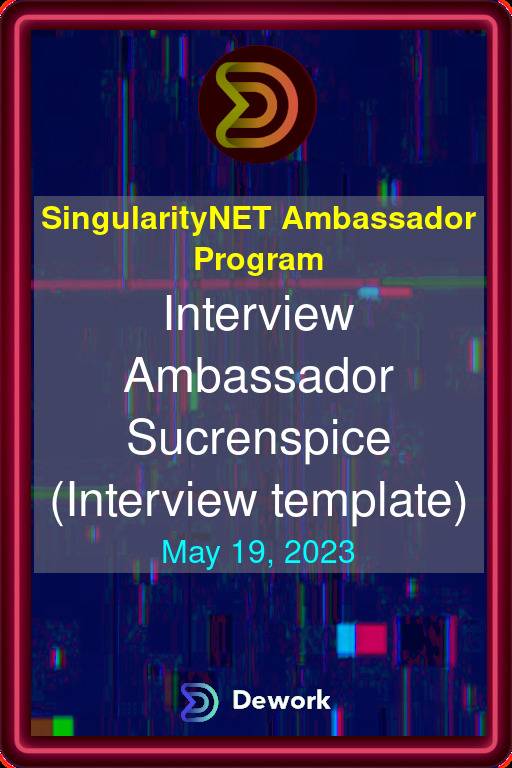 SingularityNET Ambassador
Program
Interview
Ambassador
Sucrenspice
(Interview template)
May 19, 2023
Dework